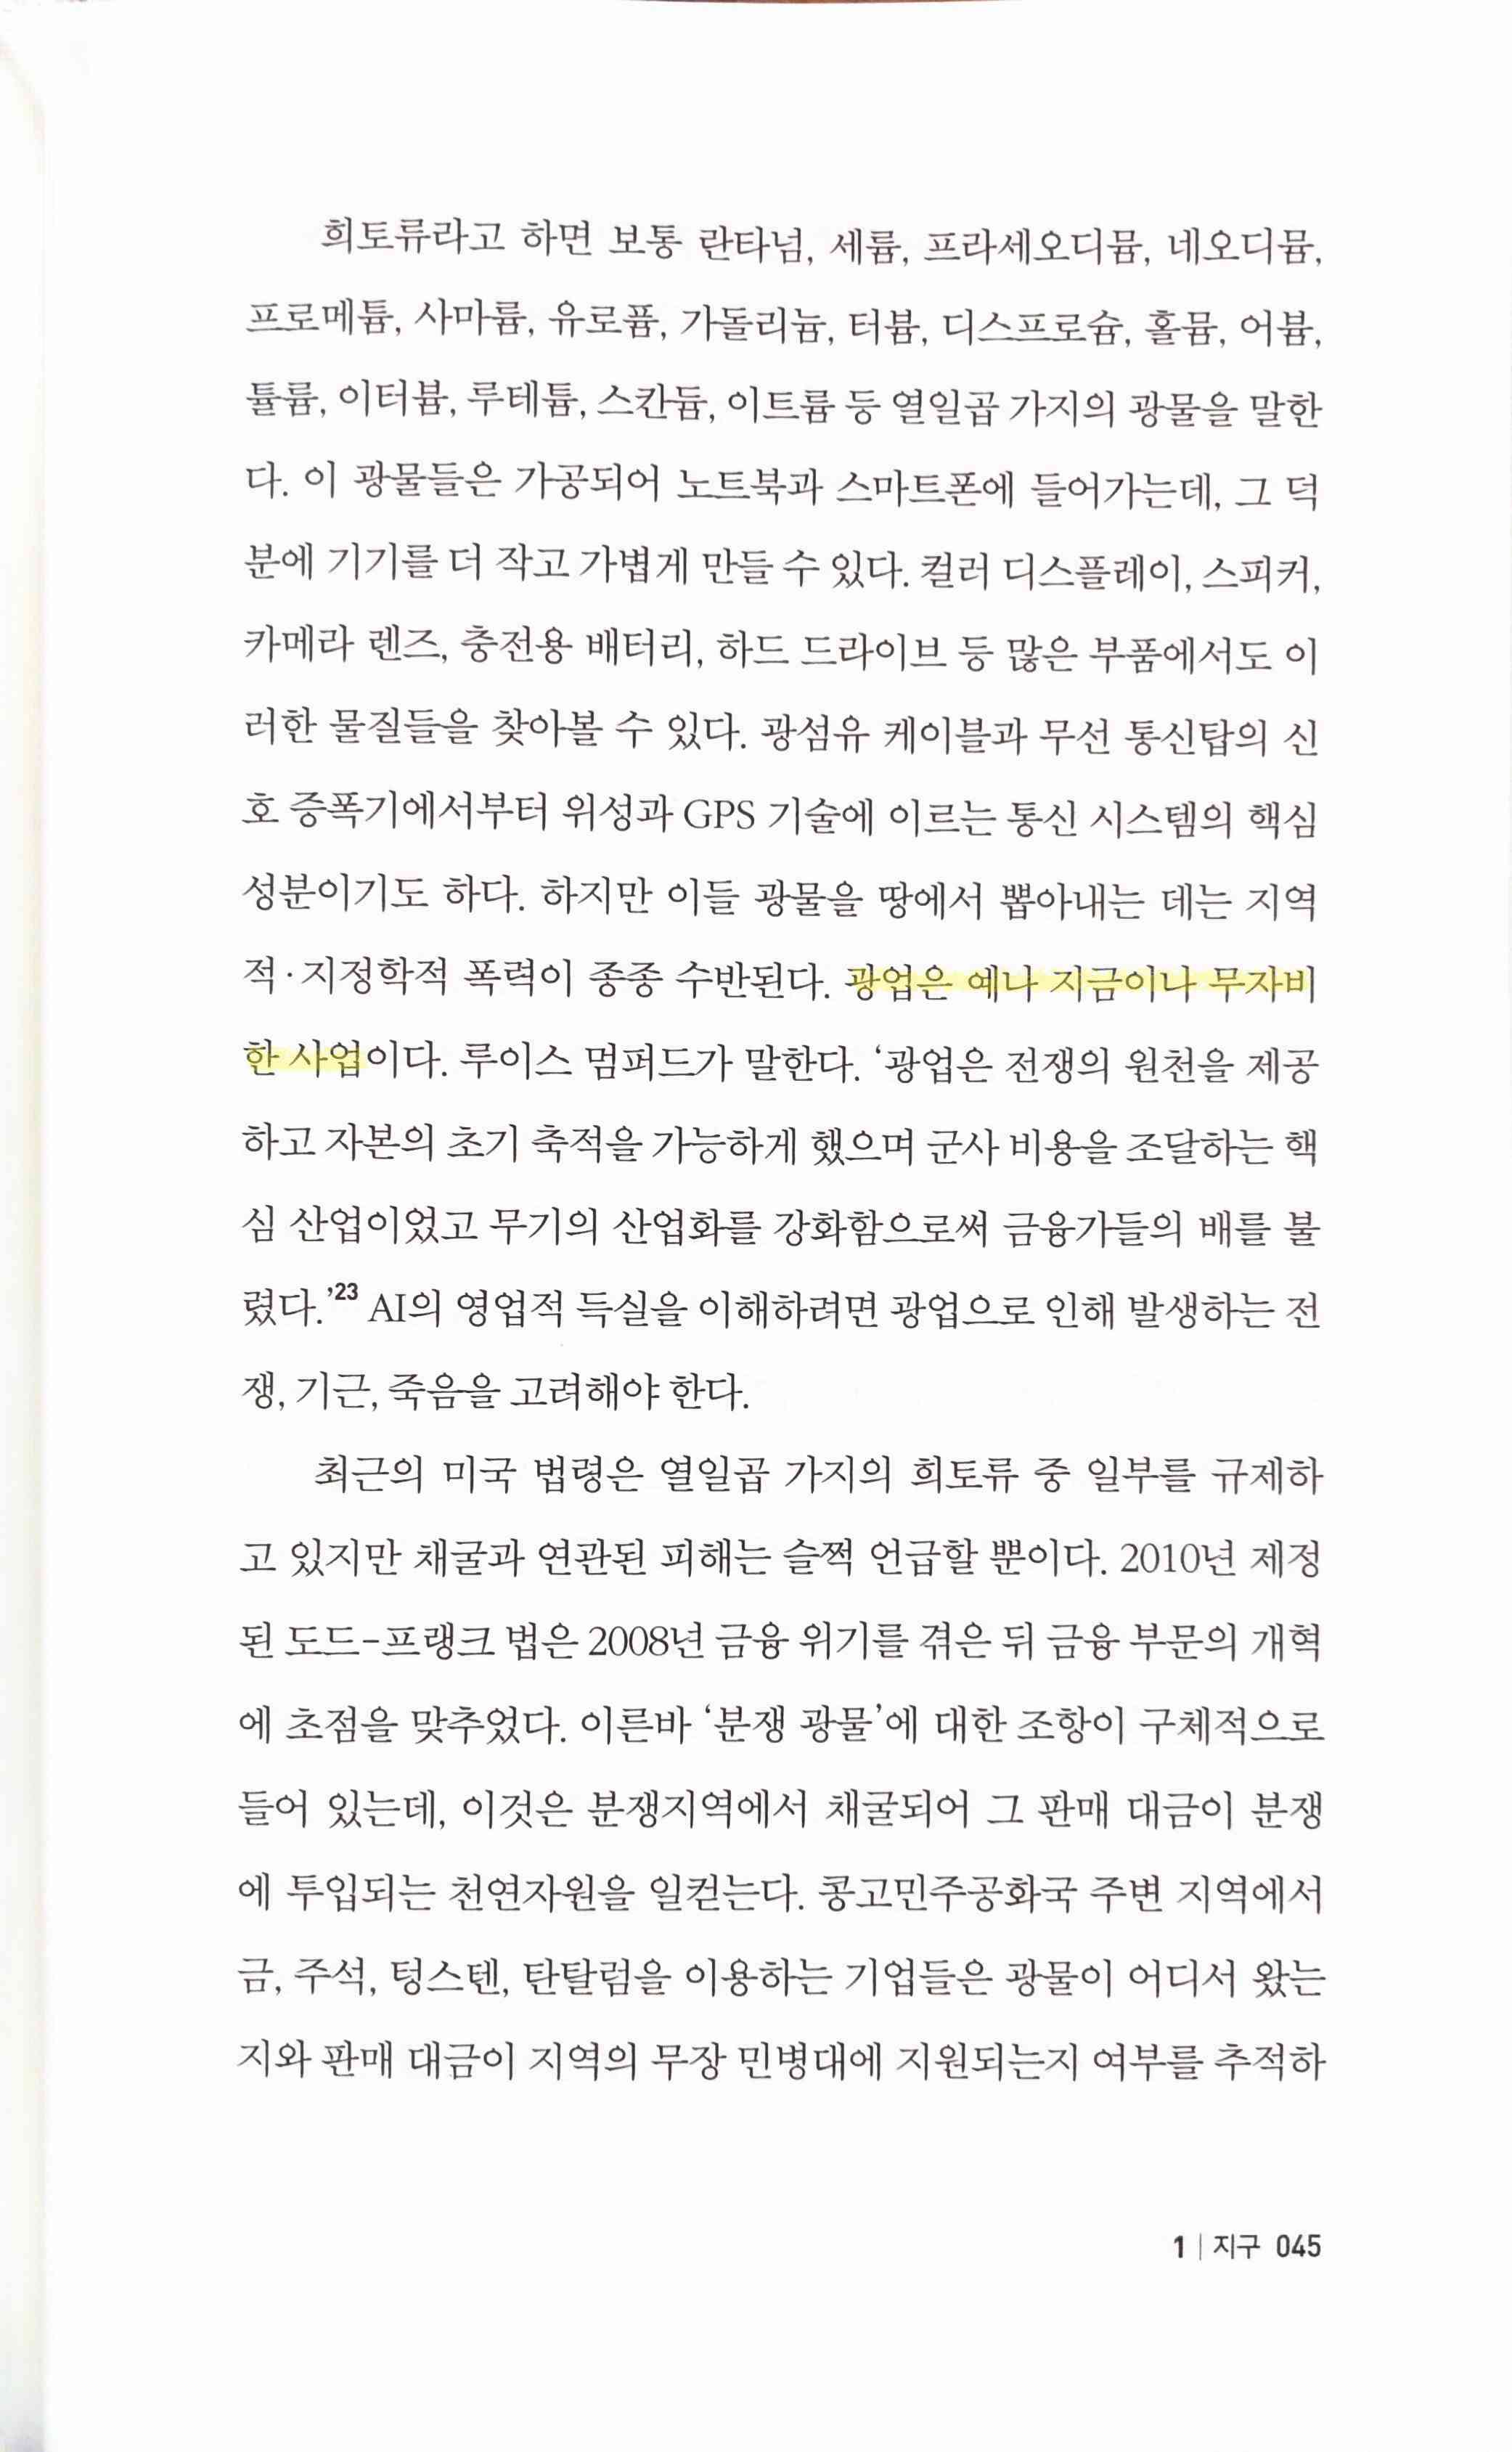 희토류라고 하면 보통 란타넘, 세륨, 프라세오디뮴, 네오디뮴,
프로메튬, 사마륨, 유로퓸, 가돌리늄, 터븀, 디스프로슘, 홀뮴, 어븀,
튤륨, 이터븀, 루테튬, 스칸듐, 이트륨 등 열일곱 가지의 광물을 말한
다. 이 광물들은 가공되어 노트북과 스마트폰에 들어가는데, 그 덕
분에 기기를 더 작고 가볍게 만들 수 있다. 컬러 디스플레이, 스피커,
카메라 렌즈, 충전용 배터리, 하드 드라이브 등 많은 부품에서도 이
러한 물질들을 찾아볼 수 있다. 광섬유 케이블과 무선 통신탑의 신
호 증폭기에서부터 위성과 GPS 기술에 이르는 통신 시스템의 핵심
성분이기도 하다. 하지만 이들 광물을 땅에서 뽑아내는 데는 지역
적·지정학적 폭력이 종종 수반된다. 광업은 예나 지금이나 무자비
한 사업이다. 루이스 멈퍼드가 말한다. ‘광업은 전쟁의 원천을 제공
하고 자본의 초기 축적을 가능하게 했으며 군사 비용을 조달하는 핵
심 산업이었고 무기의 산업화를 강화함으로써 금융가들의 배를 불
렸다.’23 AI의 영업적 득실을 이해하려면 광업으로 인해 발생하는 전
쟁, 기근, 죽음을 고려해야 한다.
최근의 미국 법령은 열일곱 가지의 희토류 중 일부를 규제하
고 있지만 채굴과 연관된 피해는 슬쩍 언급할 뿐이다. 2010년 제정
된 도드-프랭크 법은 2008년 금융 위기를 겪은 뒤 금융 부문의 개혁
에 초점을 맞추었다. 이른바 ‘분쟁 광물’에 대한 조항이 구체적으로
들어 있는데, 이것은 분쟁지역에서 채굴되어 그 판매 대금이 분쟁
에 투입되는 천연자원을 일컫는다. 콩고민주공화국 주변 지역에서
금, 주석, 텅스텐, 탄탈럼을 이용하는 기업들은 광물이 어디서 왔는
지와 판매 대금이 지역의 무장 민병대에 지원되는지 여부를 추적하
1 | 지구 045